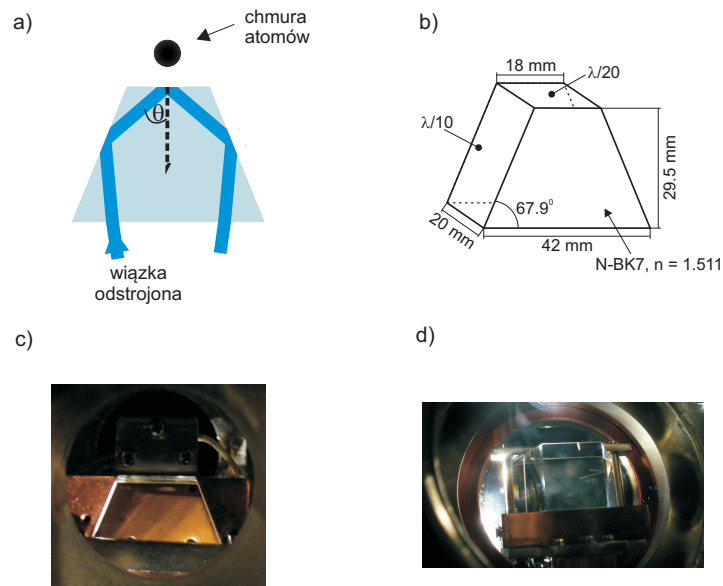 a)
chmura
atomów
θ
wiązka
odstrojona
b)
18 mm
λ/20
λ/10
29.5 mm
67.9⁰
20 mm
42 mm
N-BK7, n = 1.511
c)
d)